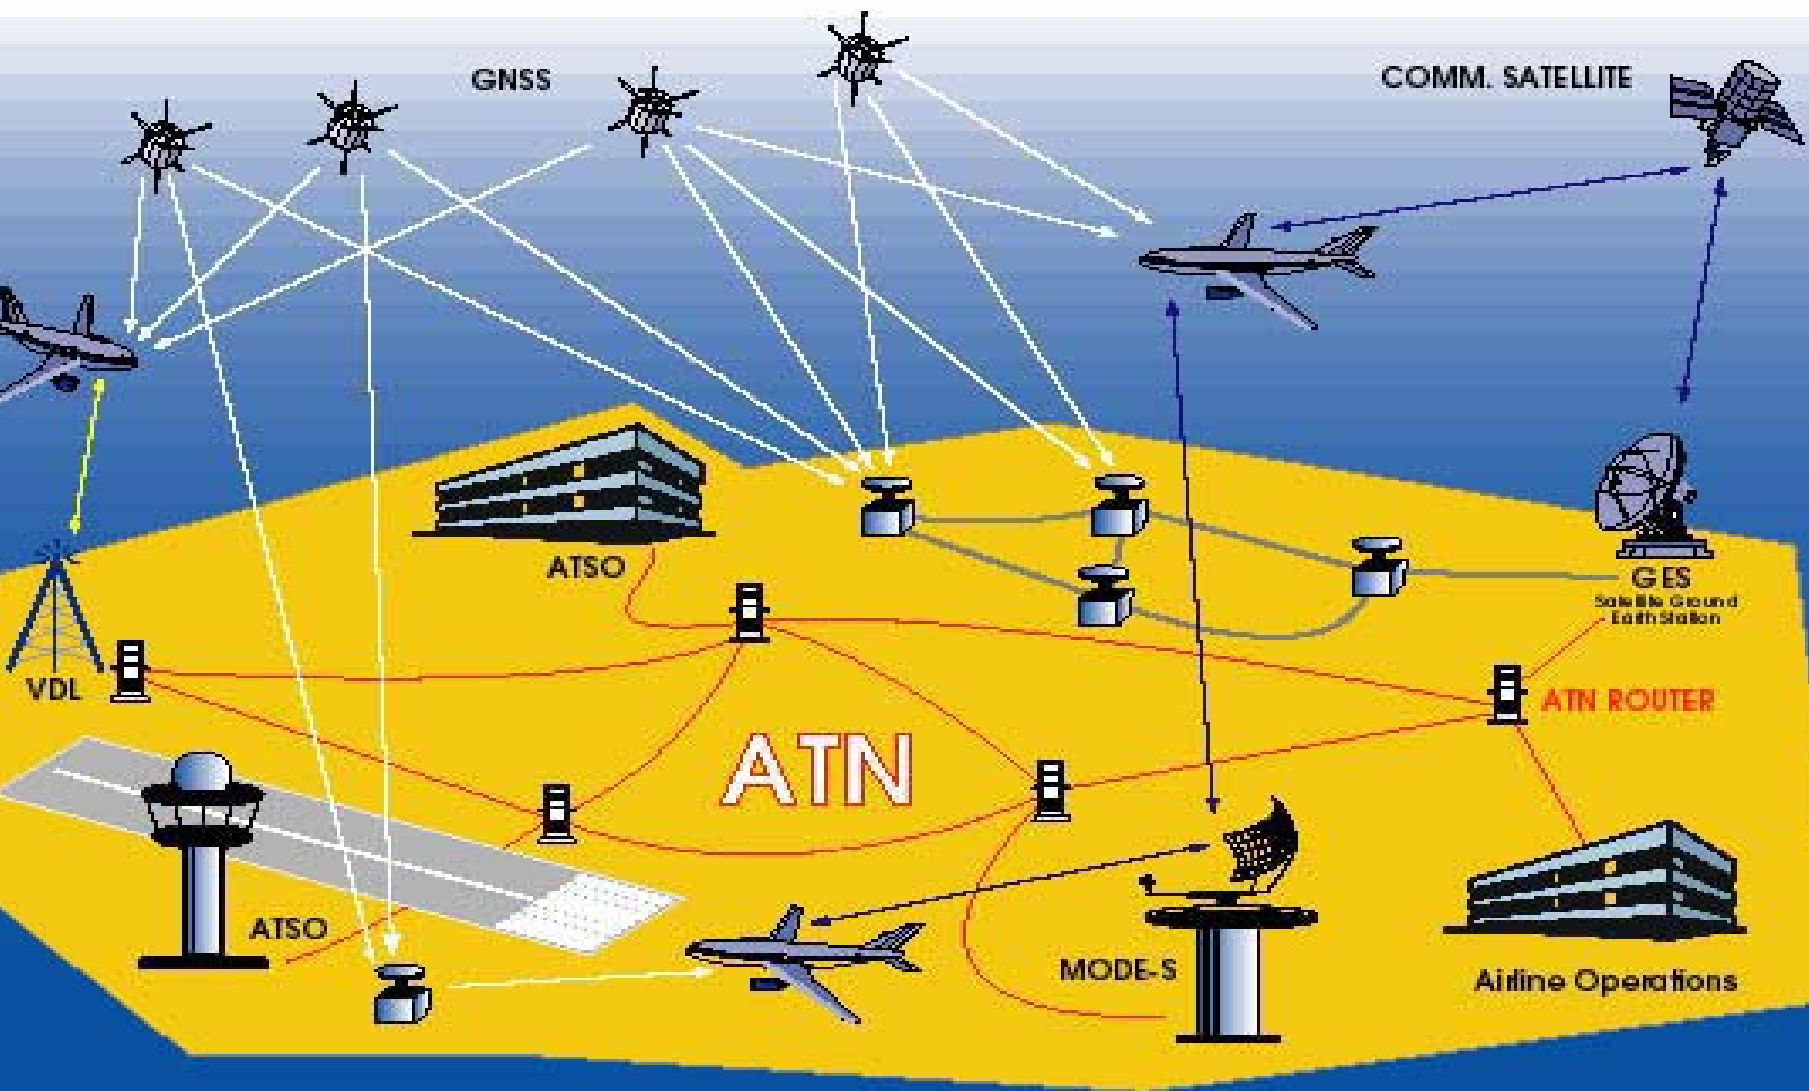 GNSS
COMM. SATELLITE
ATSO
GES
Satellite Ground
Earth Station
VDL
ATN ROUTER
ATN
ATSO
MODE-S
Airline Operations